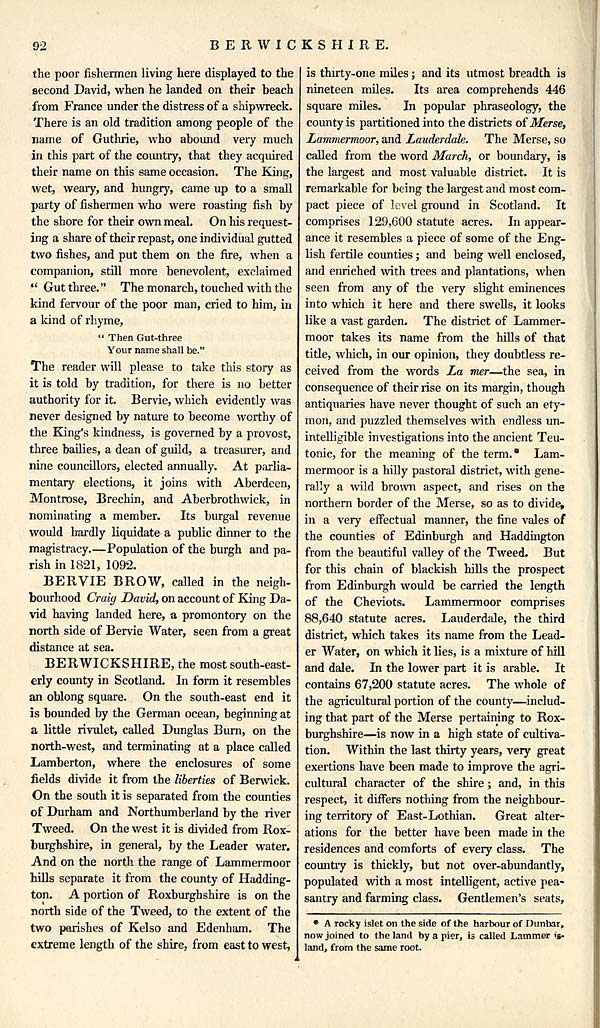 92
BERWICKSHIRE.
the poor fishermen living here displayed to the
second David, when he landed on their beach
from France under the distress of a shipwreck.
There is an old tradition among people of the
name of Guthrie, who abound very much
in this part of the country, that they acquired
their name on this same occasion. The King,
wet, weary, and hungry, came up to a small
party of fishermen who were roasting fish by
the shore for their own meal. On his request-
ing a share of their repast, one individual gutted
two fishes, and put them on the fire, when a
companion, still more benevolent, exclaimed
“ Gut three.” The monarch, touched with the
kind fervour of the poor man, cried to him, in
a kind of rhyme,
“ Then Gut-three
Your name shall be.”
The reader will please to take this story as
it is told by tradition, for there is no better
authority for it. Bervie, which evidently was
never designed by nature to become worthy of
the King's kindness, is governed by a provost,
three bailies, a dean of guild, a treasurer, and
nine councillors, elected annually. At parlia-
mentary elections, it joins with Aberdeen,
Montrose, Brechin, and Aberbrothwick, in
nominating a member. Its burgal revenue
would hardly liquidate a public dinner to the
magistracy.—Population of the burgh and pa-
rish in 1821, 1092.
BERVIE BROW, called in the neigh-
bourhood Craig David, on account of King Da-
vid having landed here, a promontory on the
north side of Bervie Water, seen from a great
distance at sea.
BERWICKSHIRE, the most south-east-
erly county in Scotland. In form it resembles
an oblong square. On the south-east end it
is bounded by the German ocean, beginning at
a little rivulet, called Dunglas Burn, on the
north-west, and terminating at a place called
Lamberton, where the enclosures of some
fields divide it from the liberties of Berwick.
On the south it is separated from the counties
of Durham and Northumberland by the river
Tweed. On the west it is divided from Rox-
burghshire, in general, by the Leader water.
And on the north the range of Lammermoor
hills separate it from the county of Hadding-
ton. A portion of Roxburghshire is on the
north side of the Tweed, to the extent of the
two parishes of Kelso and Edenham. The
extreme length of the shire, from east to west,
is thirty-one miles ; and its utmost breadth is
nineteen miles. Its area comprehends 446
square miles. In popular phraseology, the
county is partitioned into the districts of Merse,
Lammermoor, and Lauderdale. The Merse, so
called from the word March, or boundary, is
the largest and most valuable district. It is
remarkable for being the largest and most com-
pact piece of level ground in Scotland. It
comprises 129,600 statute acres. In appear-
ance it resembles a piece of some of the Eng-
lish fertile counties ; and being well enclosed,
and enriched with trees and plantations, when
seen from any of the very slight eminences
into which it here and there swells, it looks
like a vast garden. The district of Lammer-
moor takes its name from the hills of that
title, which, in our opinion, they doubtless re-
ceived from the words La mer—the sea, in
consequence of their rise on its margin, though
antiquaries have never thought of such an ety-
mon, and puzzled themselves with endless un-
intelligible investigations into the ancient Teu-
tonic, for the meaning of the term.* Lam-
mermoor is a hilly pastoral district, with gene-
rally a wild brown aspect, and rises on the
northern border of the Merse, so as to divide,
in a very effectual manner, the fine vales of
the counties of Edinburgh and Haddington
from the beautiful valley of the Tweed. But
for this chain of blackish hills the prospect
from Edinburgh would be carried the length
of the Cheviots. Lammermoor comprises
88,640 statute acres. Lauderdale, the third
district, which takes its name from the Lead-
er Water, on which it lies, is a mixture of hill
and dale. In the lower part it is arable. It
contains 67,200 statute acres. The whole of
the agricultural portion of the county—includ-
ing that part of the Merse pertaining to Rox-
burghshire—is now in a high state of cultiva-
tion. Within the last thirty years, very great
exertions have been made to improve the agri-
cultural character of the shire ; and, in this
respect, it differs nothing from the neighbour-
ing territory of East-Lothian. Great alter-
ations for the better have been made in the
residences and comforts of every class. The
country is thickly, but not over-abundantly,
populated with a most intelligent, active pea-
santry and farming class. Gentlemen's seats,
* A rocky islet on the side of the harbour of Dunbar,
now joined to the land by a pier, is called Lammer is-
land, from the same root.